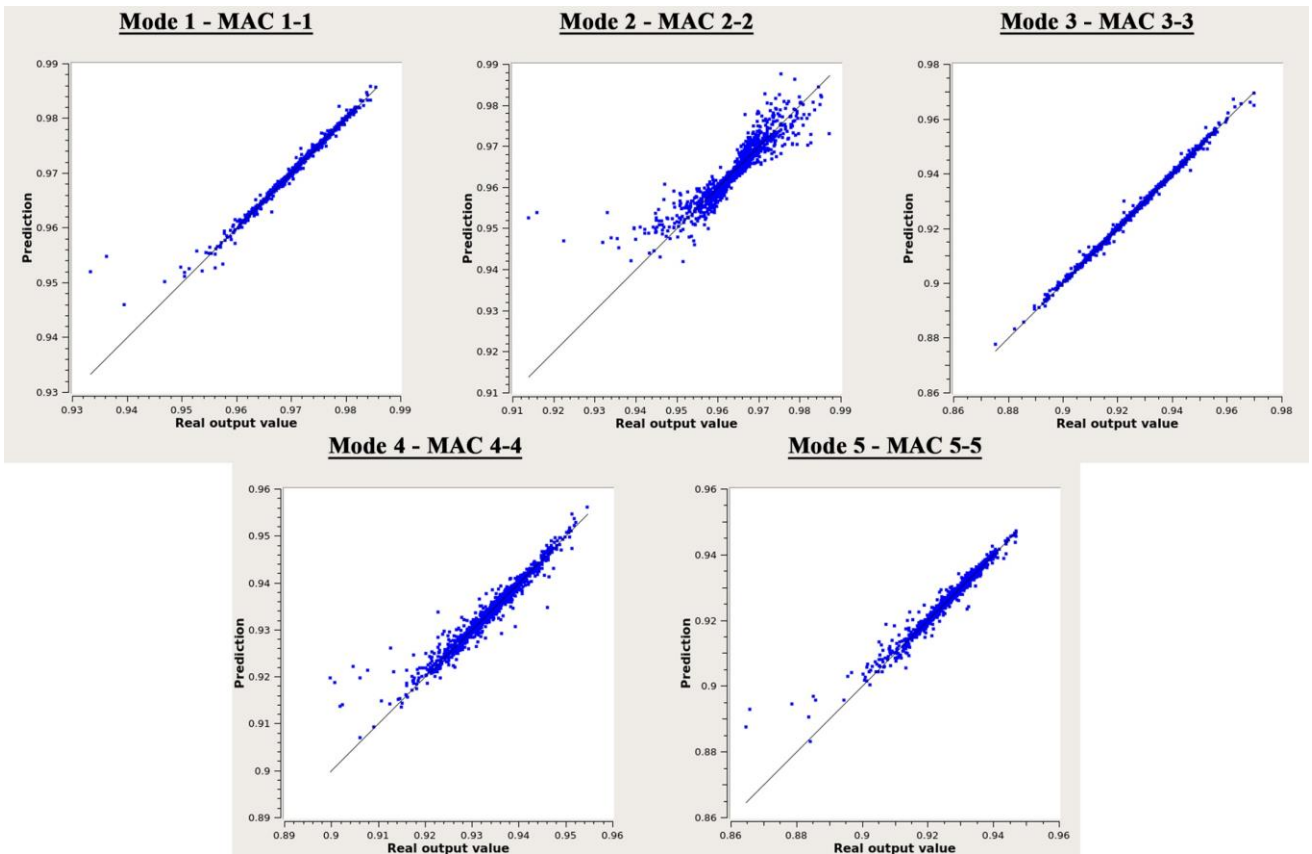 Mode 1 - MAC 1-1
Mode 2 - MAC 2-2
Mode 3 - MAC 3-3
0.99
0.98
0.97
0.96
0.95
0.94
0.93
Prediction
0.93 0.94 0.95 0.96 0.97 0.98 0.99
Real output value
0.99
0.98
0.97
0.96
0.95
0.94
0.93
0.92
0.91
Prediction
0.91 0.92 0.93 0.94 0.95 0.96 0.97 0.98 0.99
Real output value
0.98
0.96
0.94
0.92
0.9
0.88
0.86
Prediction
0.86 0.88 0.9 0.92 0.94 0.96 0.98
Real output value
Mode 4 - MAC 4-4
Mode 5 - MAC 5-5
0.96
0.95
0.94
0.93
0.92
0.91
0.9
0.89
Prediction
0.89 0.9 0.91 0.92 0.93 0.94 0.95 0.96
Real output value
0.96
0.94
0.92
0.9
0.88
0.86
Prediction
0.86 0.88 0.9 0.92 0.94 0.96
Real output value